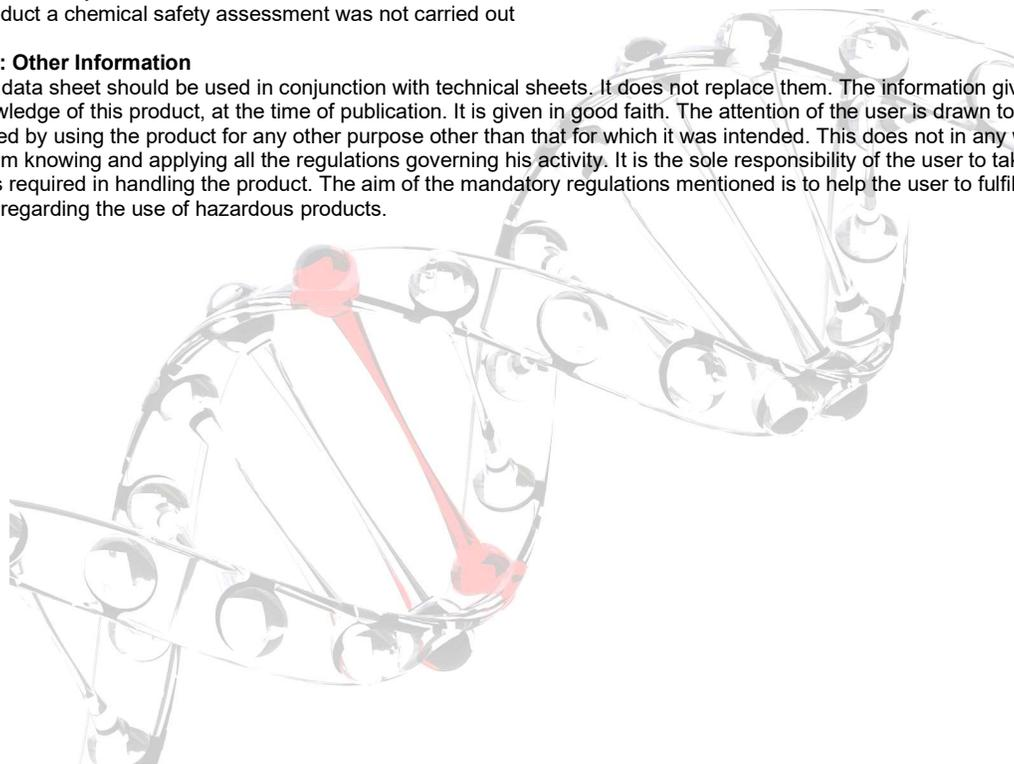 duct a chemical safety assessment was not carried out
: Other Information
data sheet should be used in conjunction with technical sheets. It does not replace them. The information giv
wledge of this product, at the time of publication. It is given in good faith. The attention of the user is drawn to
ed by using the product for any other purpose other than that for which it was intended. This does not in any
m knowing and applying all the regulations governing his activity. It is the sole responsibility of the user to tak
s required in handling the product. The aim of the mandatory regulations mentioned is to help the user to fulfil
regarding the use of hazardous products.